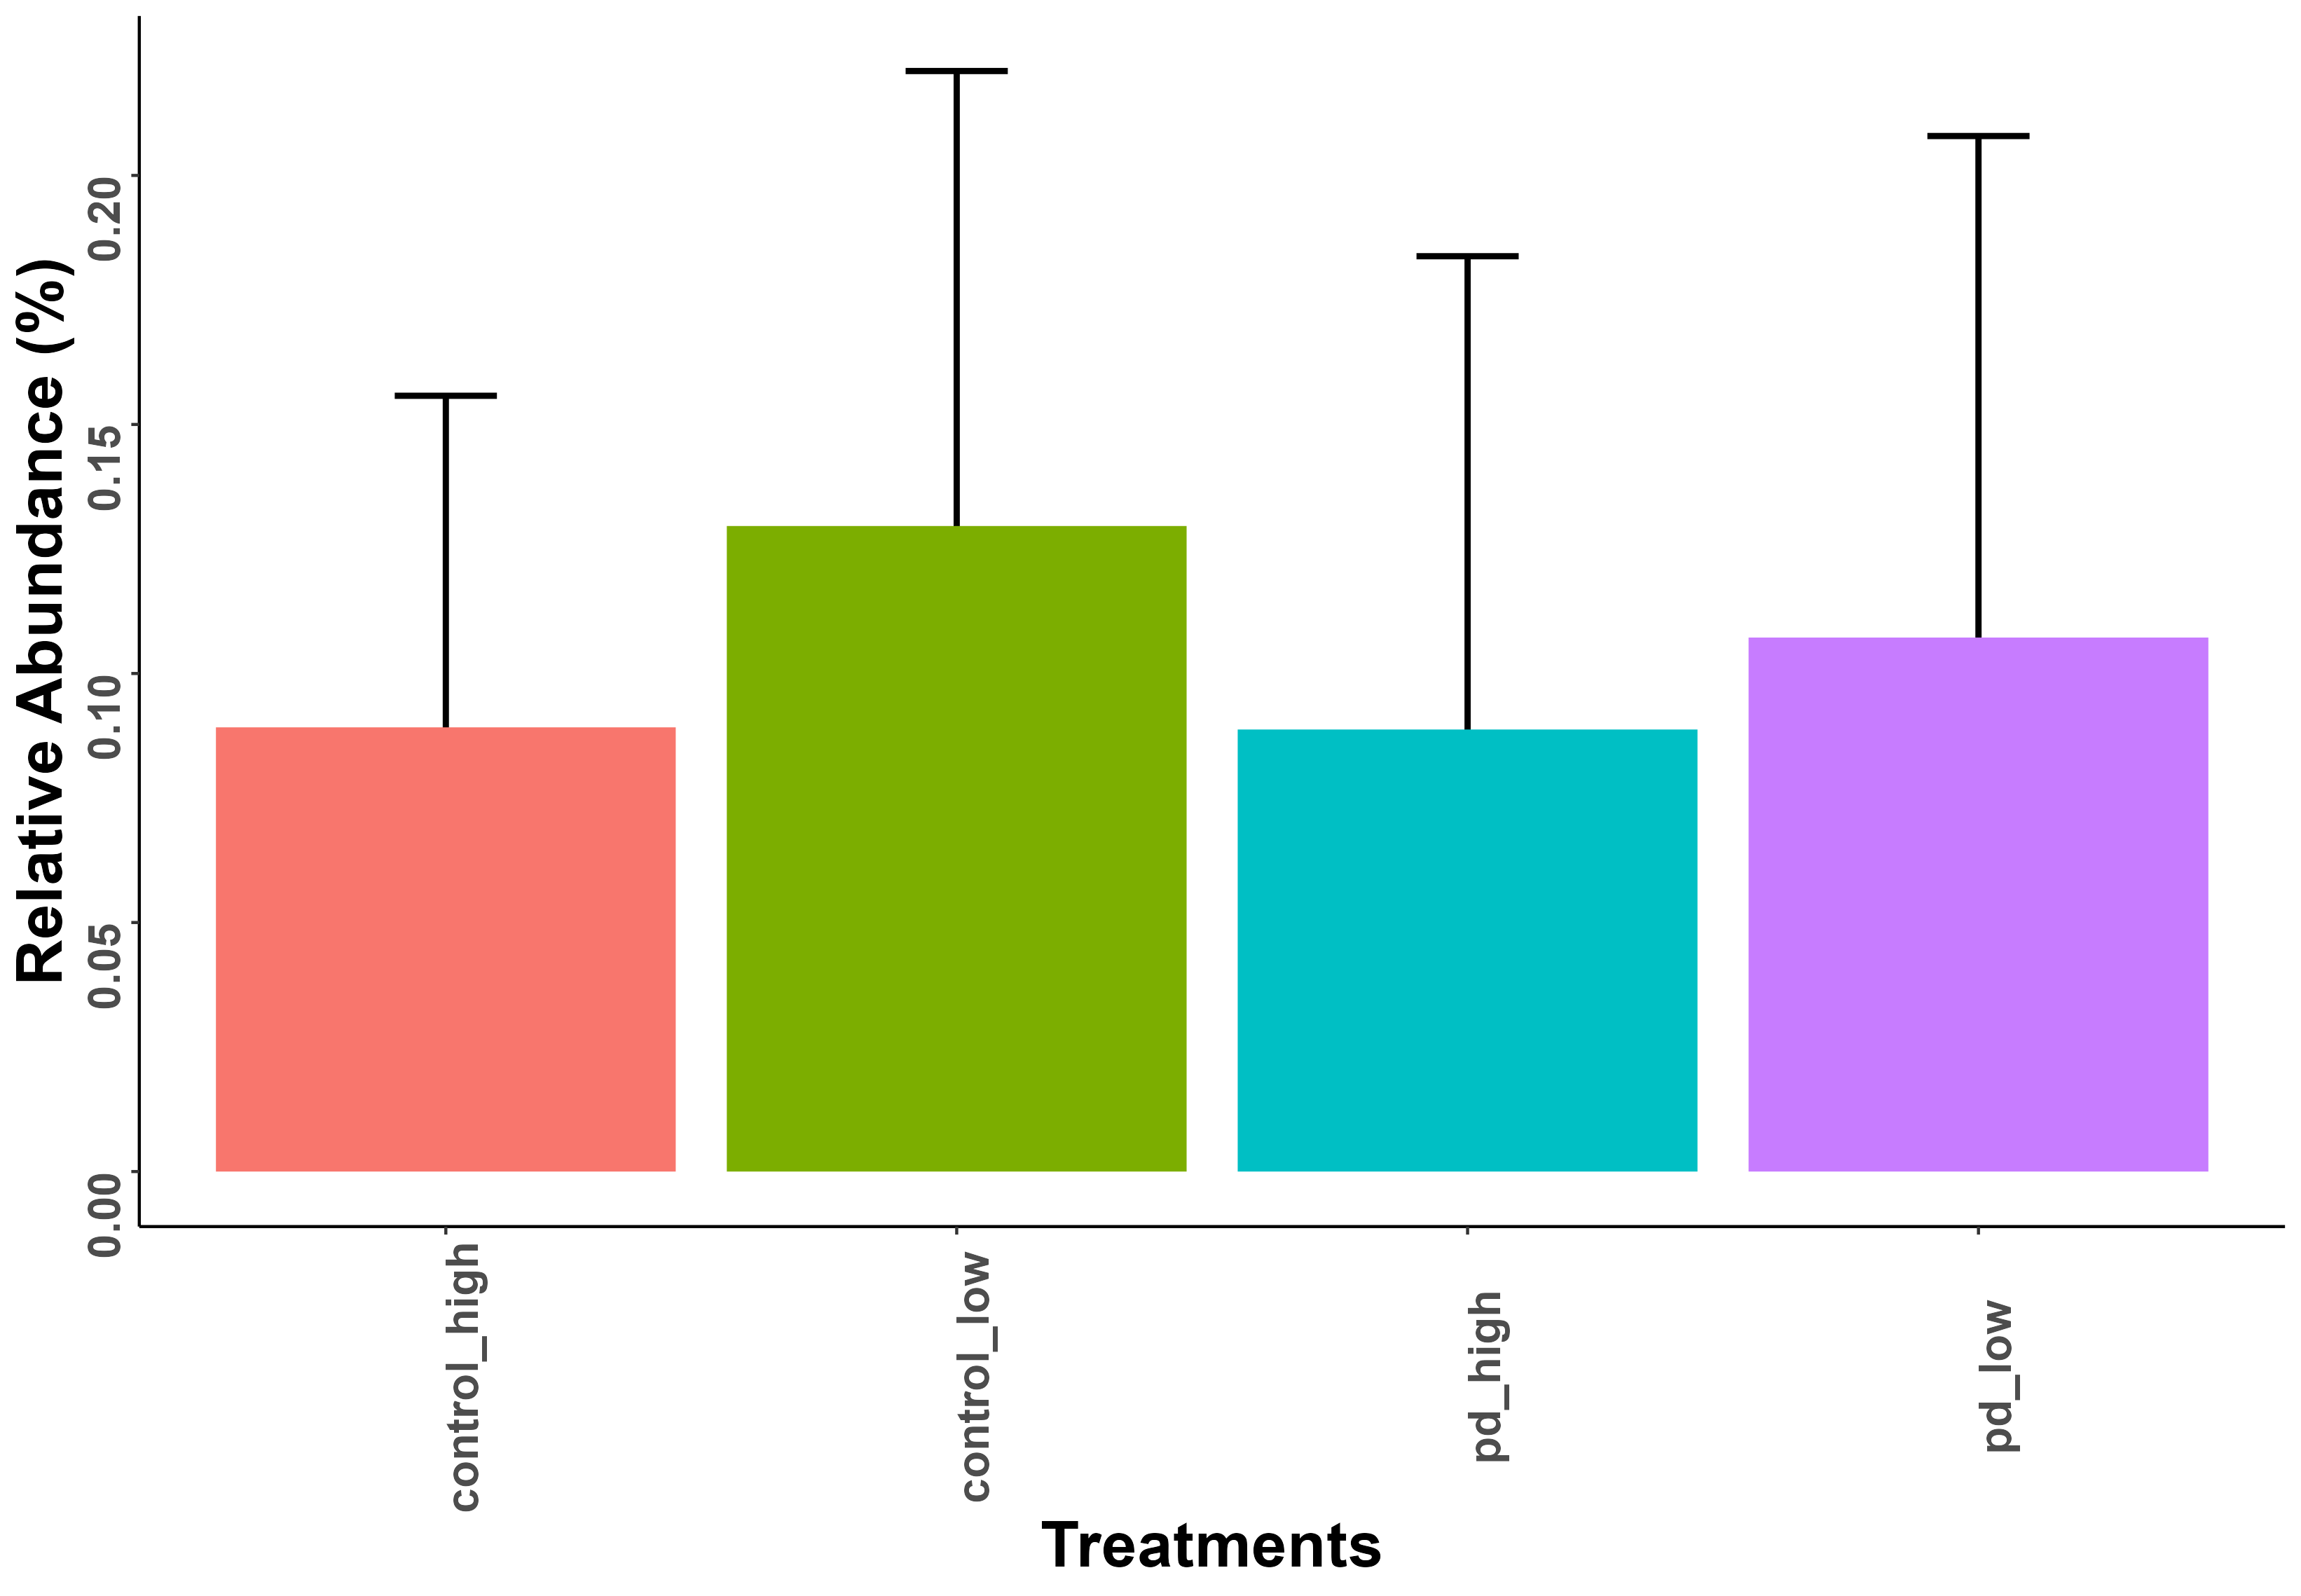 Relative Abundance (%)
0.20
0.15
0.10
0.05
0.00
control_high
control_low
pd_high
pd_low
Treatments